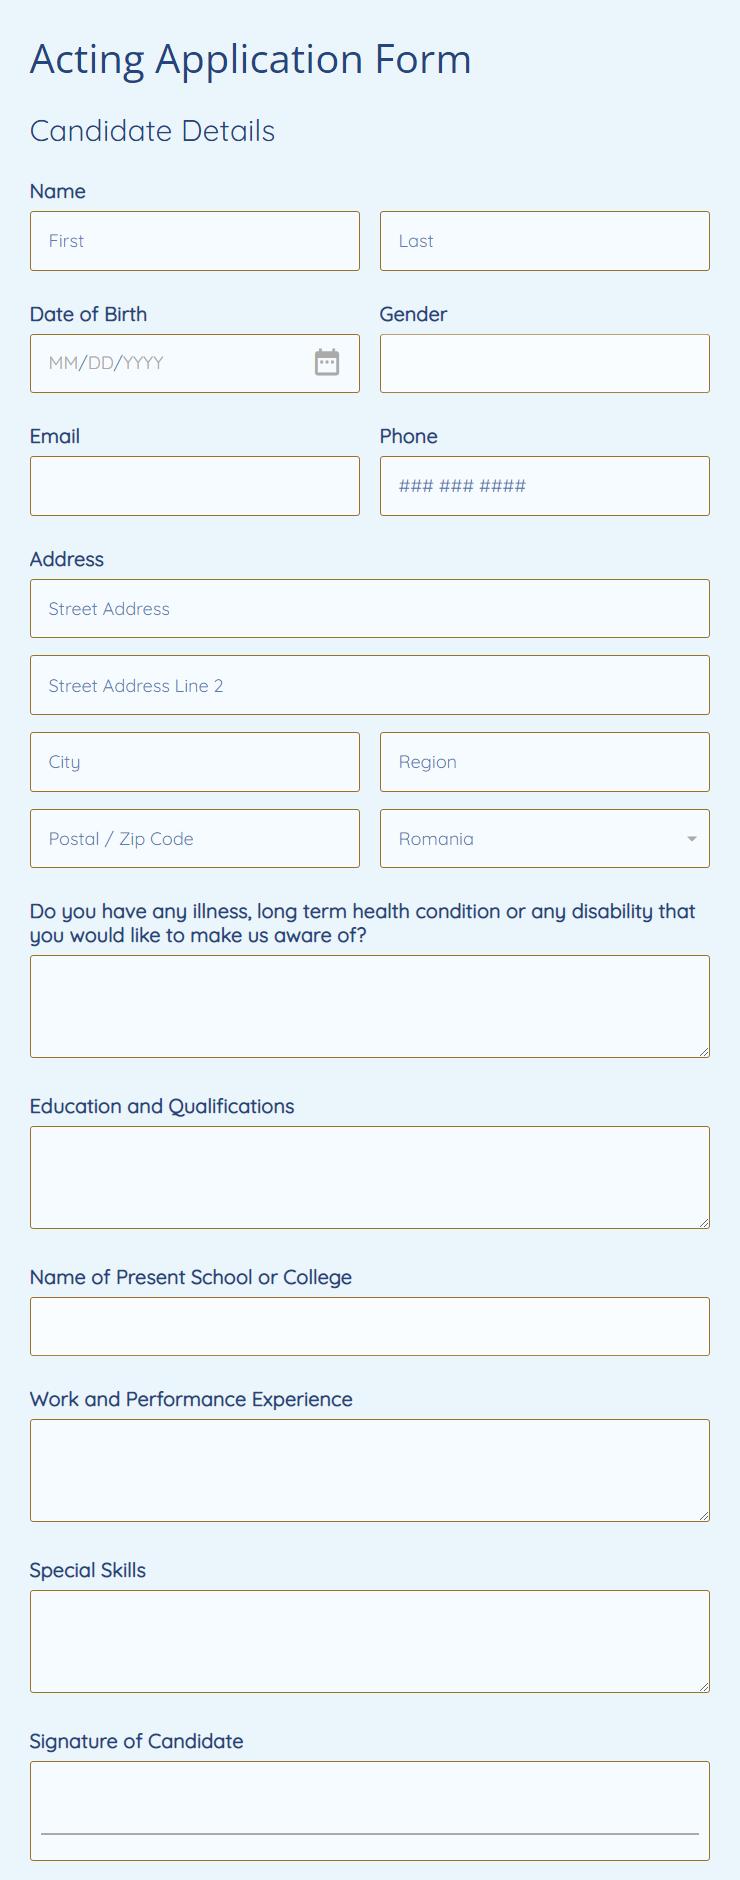 Acting Application Form
Candidate Details
Name
First
Last
Date of Birth
Gender
MM/DD/YYYY
Email
Phone
### ### ####
Address
Street Address
Street Address Line 2
City
Region
Postal / Zip Code
Romania
Do you have any illness, long term health condition or any disability that
you would like to make us aware of?
Education and Qualifications
Name of Present School or College
Work and Performance Experience
Special Skills
Signature of Candidate